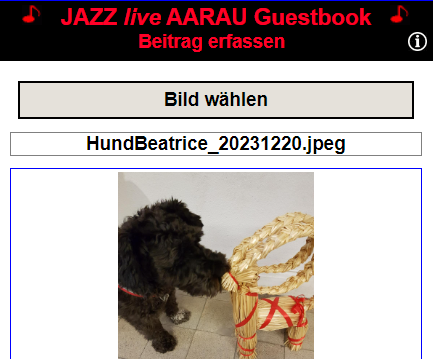 JAZZ live AARAU Guestbook
Beitrag erfassen
Bild wählen
HundBeatrice_20231220.jpeg